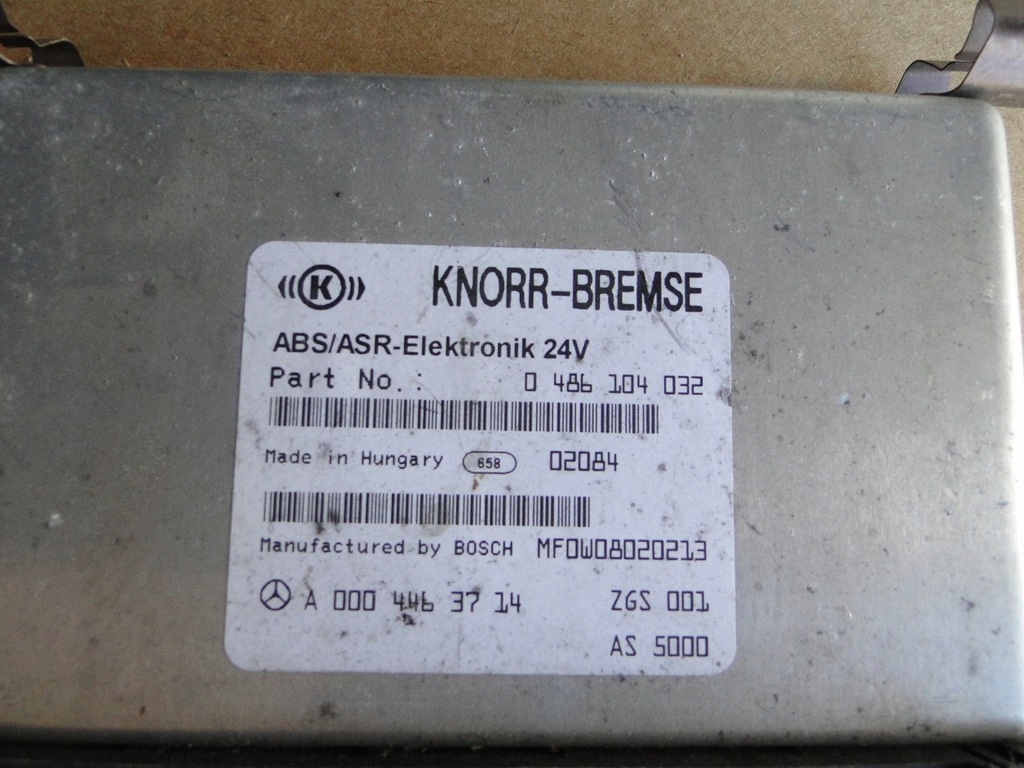 K KNORR-BREMSE
ABS/ASR-Elektronik 24V
Part No.: 0 486 104 032
Made in Hungary 658 02084
Manufactured by BOSCH MF0W08020213
A 000 446 37 14 ZGS 001
AS 5000